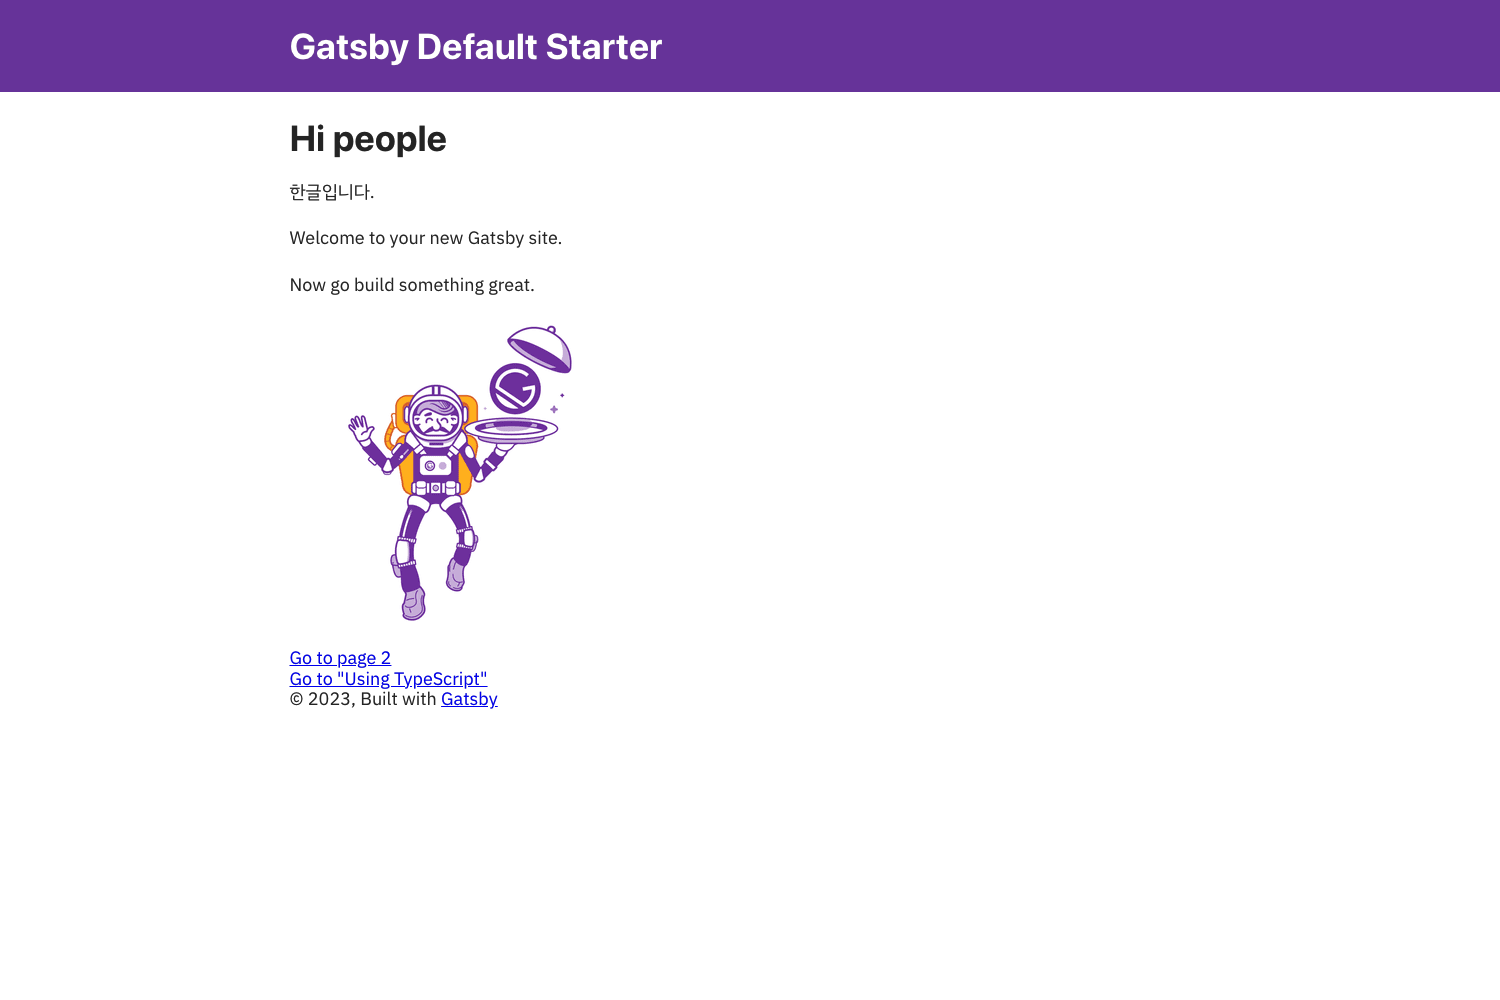 Gatsby Default Starter
Hi people
한글입니다.
Welcome to your new Gatsby site.
Now go build something great.
Go to page 2
Go to "Using TypeScript"
© 2023, Built with Gatsby